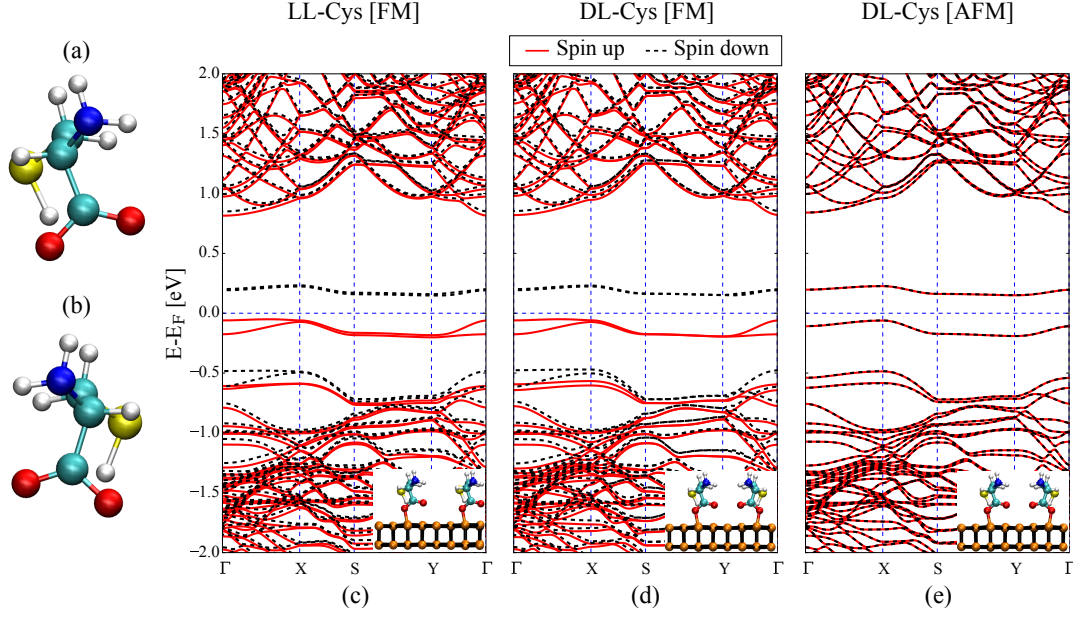 LL-Cys [FM] DL-Cys [FM] DL-Cys [AFM]
Spin up Spin down
(a)
(b)
E-E_F [eV]
2.0
1.5
1.0
0.5
0.0
−0.5
−1.0
−1.5
−2.0
Γ X S Y Γ Γ X S Y Γ Γ X S Y Γ
(c) (d) (e)